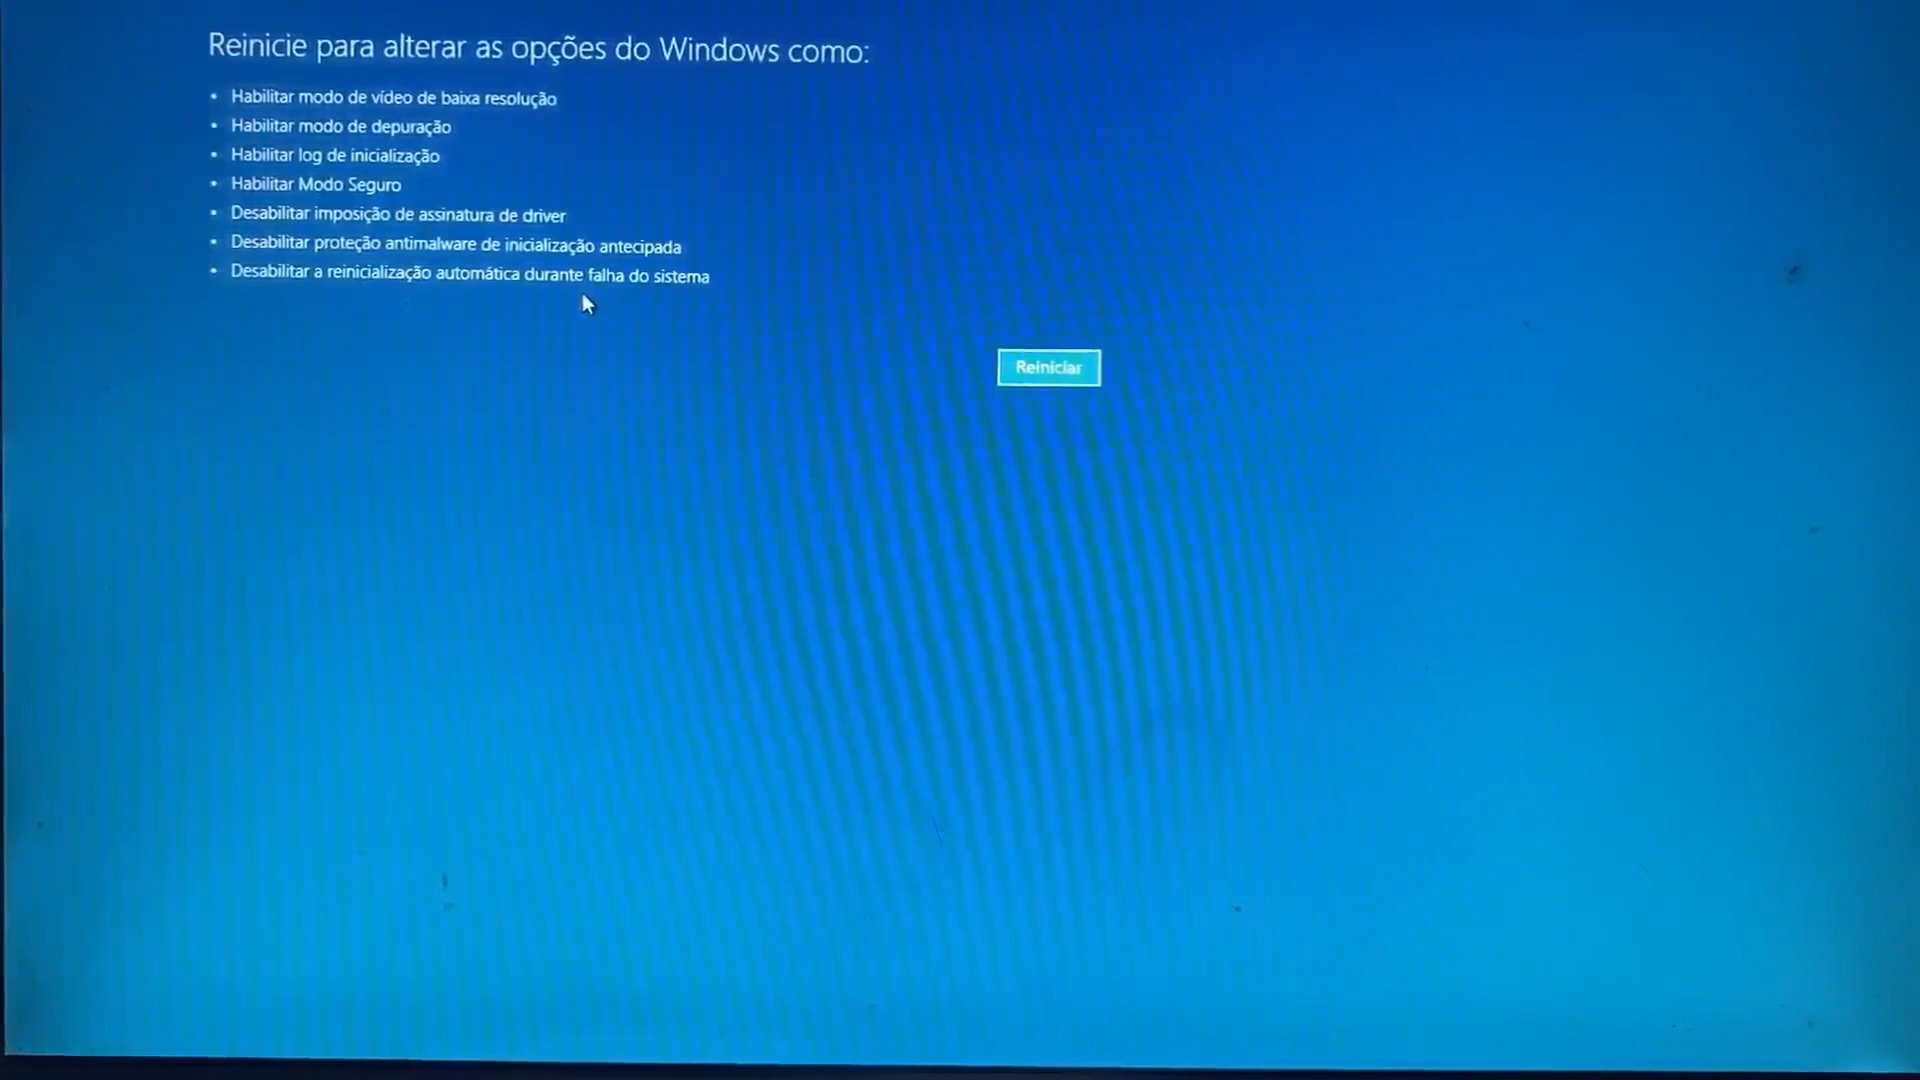 Reinicie para alterar as opções do Windows como:
• Habilitar modo de vídeo de baixa resolução
• Habilitar modo de depuração
• Habilitar log de inicialização
• Habilitar Modo Seguro
• Desabilitar imposição de assinatura de driver
• Desabilitar proteção antimalware de inicialização antecipada
• Desabilitar a reinicialização automática durante falha do sistema
Reiniciar